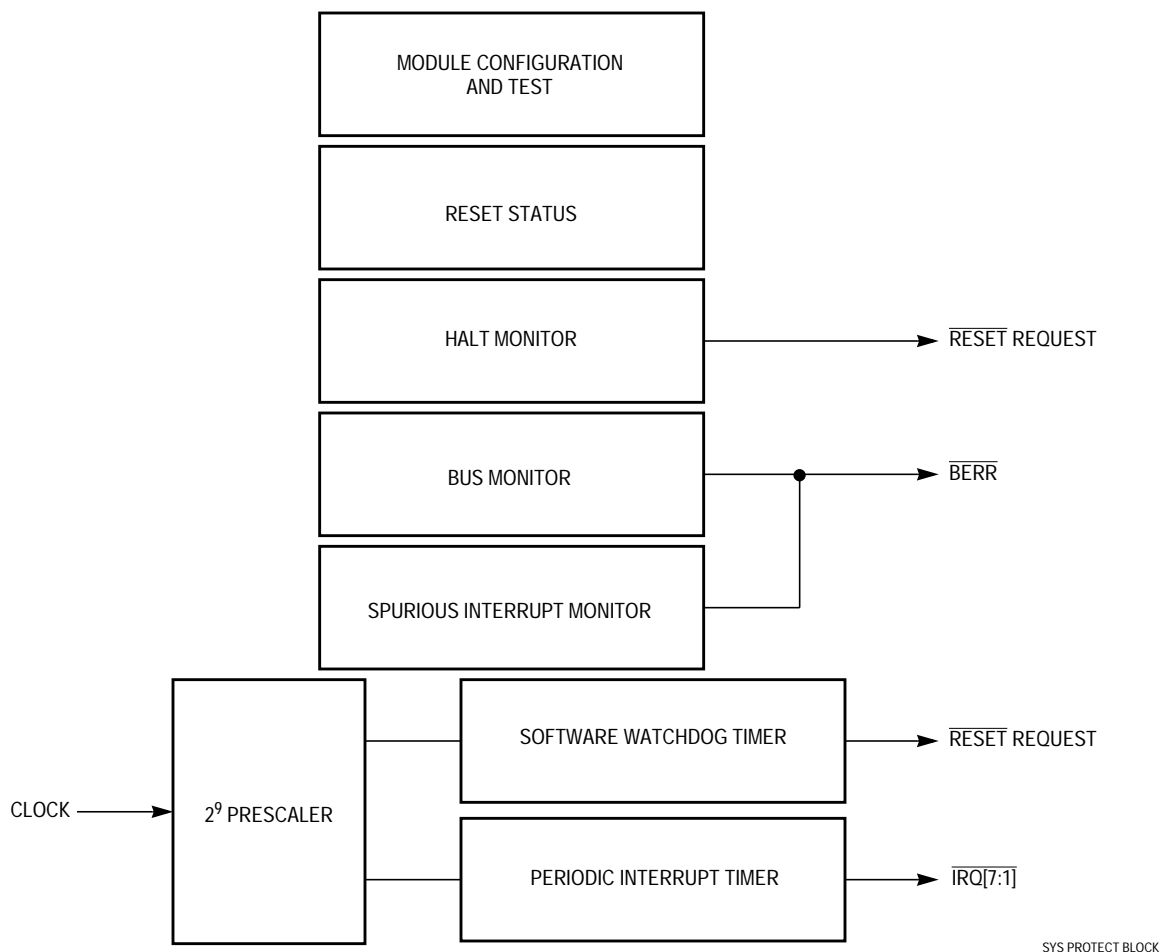 MODULE CONFIGURATION
AND TEST
RESET STATUS
HALT MONITOR
RESET REQUEST
BUS MONITOR
BERR
SPURIOUS INTERRUPT MONITOR
SOFTWARE WATCHDOG TIMER
RESET REQUEST
CLOCK
2⁹ PRESCALER
PERIODIC INTERRUPT TIMER
IRQ[7:1]
SYS PROTECT BLOCK